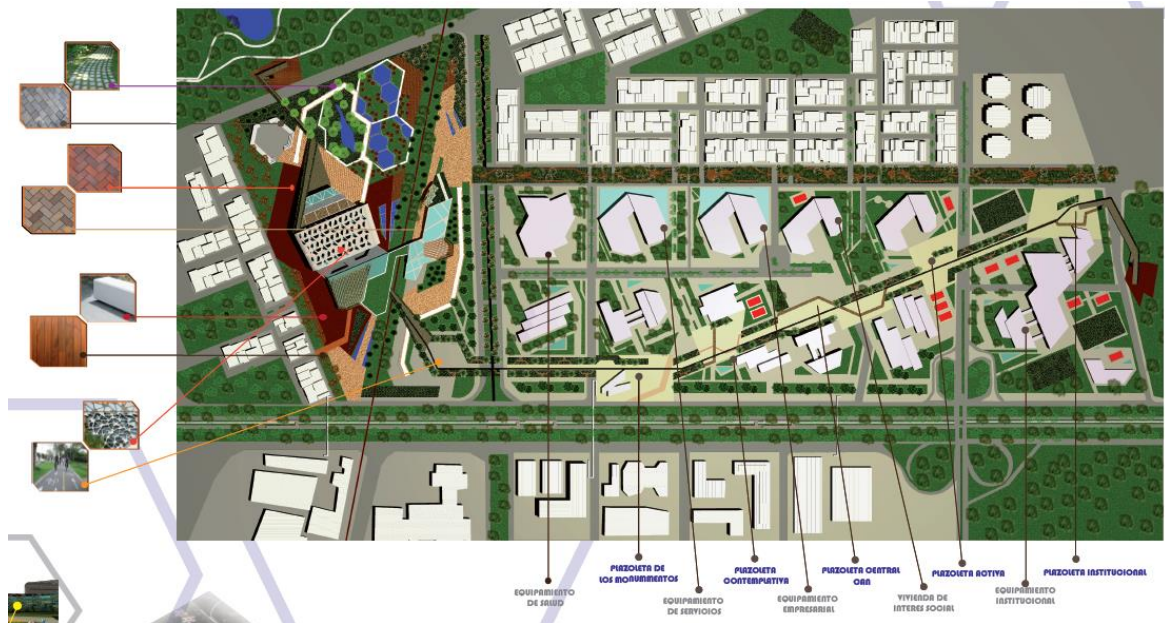 PLAZOLETA DE
LOS MONUMMENTOS
PLAZOLETA
CONTEMPLATIVA
PLAZOLETA CENTRAL
CAN
PLAZOLETA ACTIVA
PLAZOLETA INSTITUCIONAL
EQUIPAMIENTO
DE SALUD
EQUIPAMIENTO
DE SERVICIOS
EQUIPAMIENTO
EMPRESARIAL
VIVIENDA DE
INTERES SOCIAL
EQUIPAMIENTO
INSTITUCIONAL